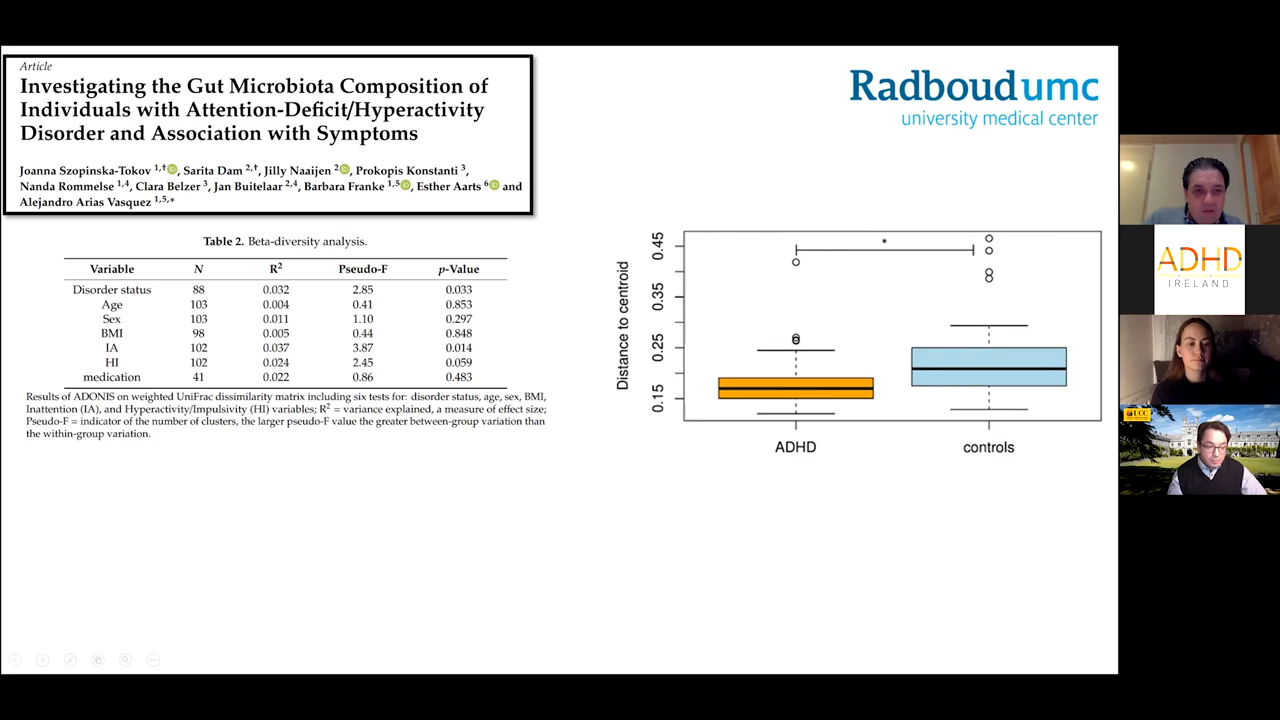 Article
Investigating the Gut Microbiota Composition of
Individuals with Attention-Deficit/Hyperactivity
Disorder and Association with Symptoms
Joanna Szopinska-Tokov 1,†, Sarita Dam 2,†, Jilly Naaijen 2, Prokopis Konstanti 3,
Nanda Rommelse 1,4, Clara Belzer 3, Jan Buitelaar 2,4, Barbara Franke 1,5, Esther Aarts 6 and
Alejandro Arias Vasquez 1,5,*
Radboudumc
university medical center
Table 2. Beta-diversity analysis.
Variable N R² Pseudo-F p-Value
Disorder status 88 0.032 2.85 0.033
Age 103 0.004 0.41 0.853
Sex 103 0.011 1.10 0.297
BMI 98 0.005 0.44 0.848
IA 102 0.037 3.87 0.014
HI 102 0.024 2.45 0.059
medication 41 0.022 0.86 0.483
Results of ADONIS on weighted UniFrac dissimilarity matrix including six tests for: disorder status, age, sex, BMI,
Inattention (IA), and Hyperactivity/Impulsivity (HI) variables; R² = variance explained, a measure of effect size;
Pseudo-F = indicator of the number of clusters, the larger pseudo-F value the greater between-group variation than
the within-group variation.
Distance to centroid
0.45
0.35
0.25
0.15
*
ADHD controls
ADHD
IRELAND
UCC